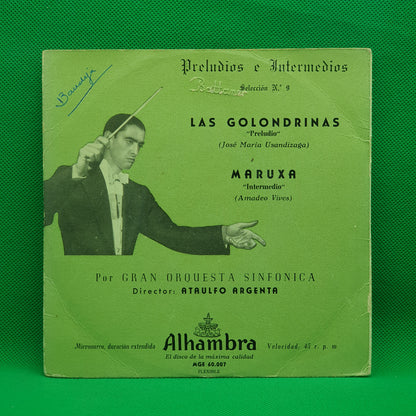 Preludios e Intermedios
Selección N.º 9
LAS GOLONDRINAS
"Preludio"
(José María Usandizaga)
y
MARUXA
"Intermedio"
(Amadeo Vives)
Por GRAN ORQUESTA SINFONICA
Director: ATAULFO ARGENTA
Microsurco, duración extendida
Alhambra
El disco de la máxima calidad
MGE 60.007
FLEXIBLE
Velocidad: 45 r. p. m